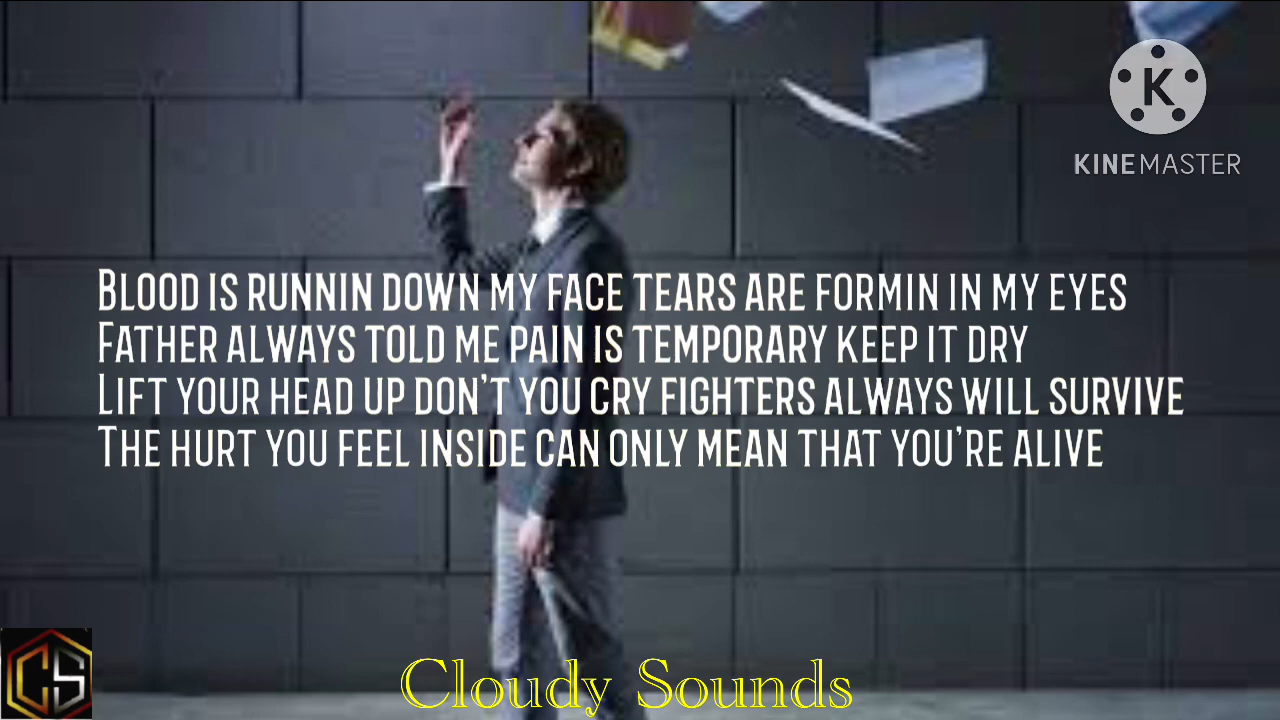 K
KINEMASTER
BLOOD IS RUNNIN DOWN MY FACE TEARS ARE FORMIN IN MY EYES
FATHER ALWAYS TOLD ME PAIN IS TEMPORARY KEEP IT DRY
LIFT YOUR HEAD UP DON'T YOU CRY FIGHTERS ALWAYS WILL SURVIVE
THE HURT YOU FEEL INSIDE CAN ONLY MEAN THAT YOU'RE ALIVE
CS
Cloudy Sounds